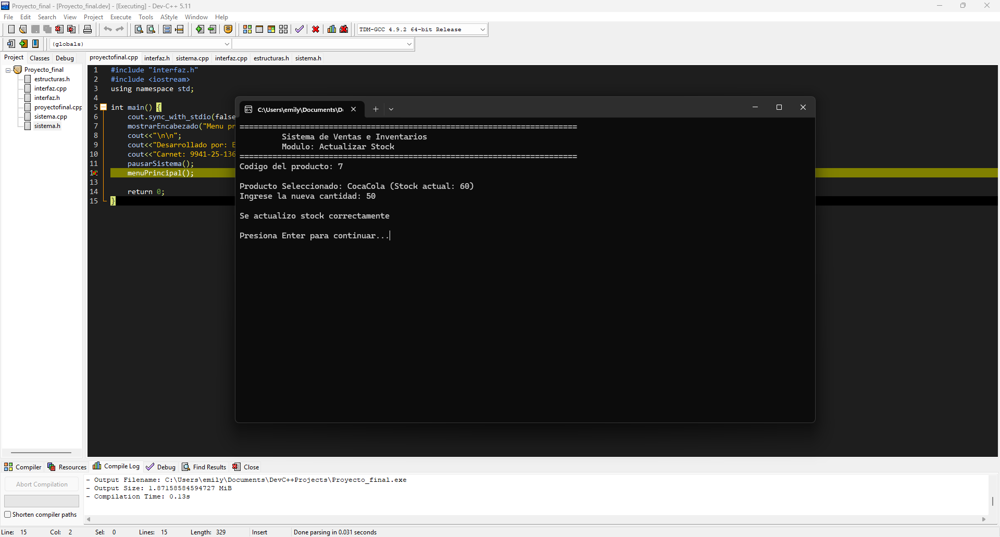 Proyecto_final - [Proyecto_final.dev] - [Executing] - Dev-C++ 5.11
File Edit Search View Project Execute Tools AStyle Window Help
TDM-GCC 4.9.2 64-bit Release
(globals)
Project Classes Debug
proyectofinal.cpp interfaz.h sistema.cpp interfaz.cpp estructuras.h sistema.h
Proyecto_final
estructuras.h
interfaz.cpp
interfaz.h
proyectofinal.cpp
sistema.cpp
sistema.h
1 #include "interfaz.h"
2 #include <iostream>
3 using namespace std;
4
5 int main() {
6 cout.sync_with_stdio(false
7 mostrarEncabezado("Menu pr
8 cout<<"\n\n";
9 cout<<"Desarrollado por: E
10 cout<<"Carnet: 9941-25-136
11 pausarSistema();
12 menuPrincipal();
13
14 return 0;
15 }
C:\Users\emily\Documents\D
========================================================================
Sistema de Ventas e Inventarios
Modulo: Actualizar Stock
========================================================================
Codigo del producto: 7
Producto Seleccionado: CocaCola (Stock actual: 60)
Ingrese la nueva cantidad: 50
Se actualizo stock correctamente
Presiona Enter para continuar...
Compiler Resources Compile Log Debug Find Results Close
Abort Compilation
Shorten compiler paths
- Output Filename: C:\Users\emily\Documents\DevC++Projects\Proyecto_final.exe
- Output Size: 1.87158584594727 MiB
- Compilation Time: 0.13s
Line: 15 Col: 2 Sel: 0 Lines: 15 Length: 329 Insert Done parsing in 0.031 seconds